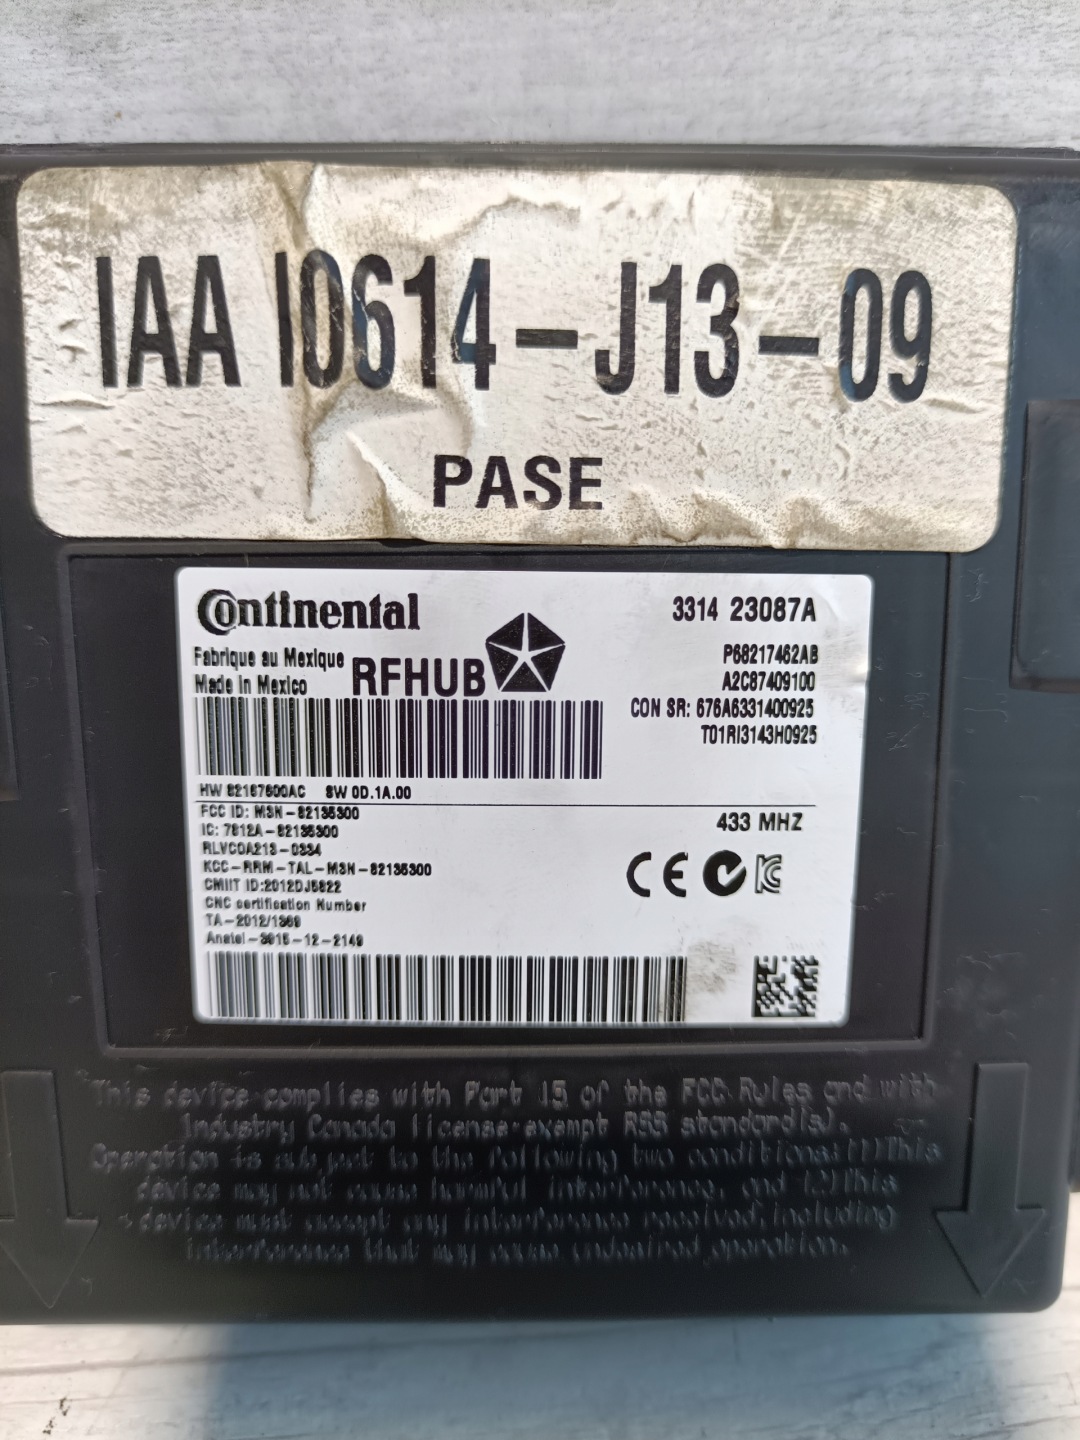 IAA I0614-J13-09
PASE
Continental
3314 23087A
Fabrique au Mexique
Made in Mexico
RFHUB
P68217462AB
A2C87409100
CON SR: 676A6331400925
T01RI3143H0925
HW 82187600AC SW 0D.1A.00
FCC ID: M3N-82135300
IC: 7812A-82135300
RLVCOA213-0334
KCC-RRM-TAL-M3N-82135300
CMIIT ID:2012DJ5822
CNC certification Number
TA-2012/1369
Anatel-3015-12-2149
433 MHZ
CE
This device complies with Part 15 of the FCC Rules and with
Industry Canada license-exempt RSS standard(s).
Operation is subject to the following two conditions:(1)This
device may not cause harmful interference, and (2)This
device must accept any interference received, including
interference that may cause undesired operation.